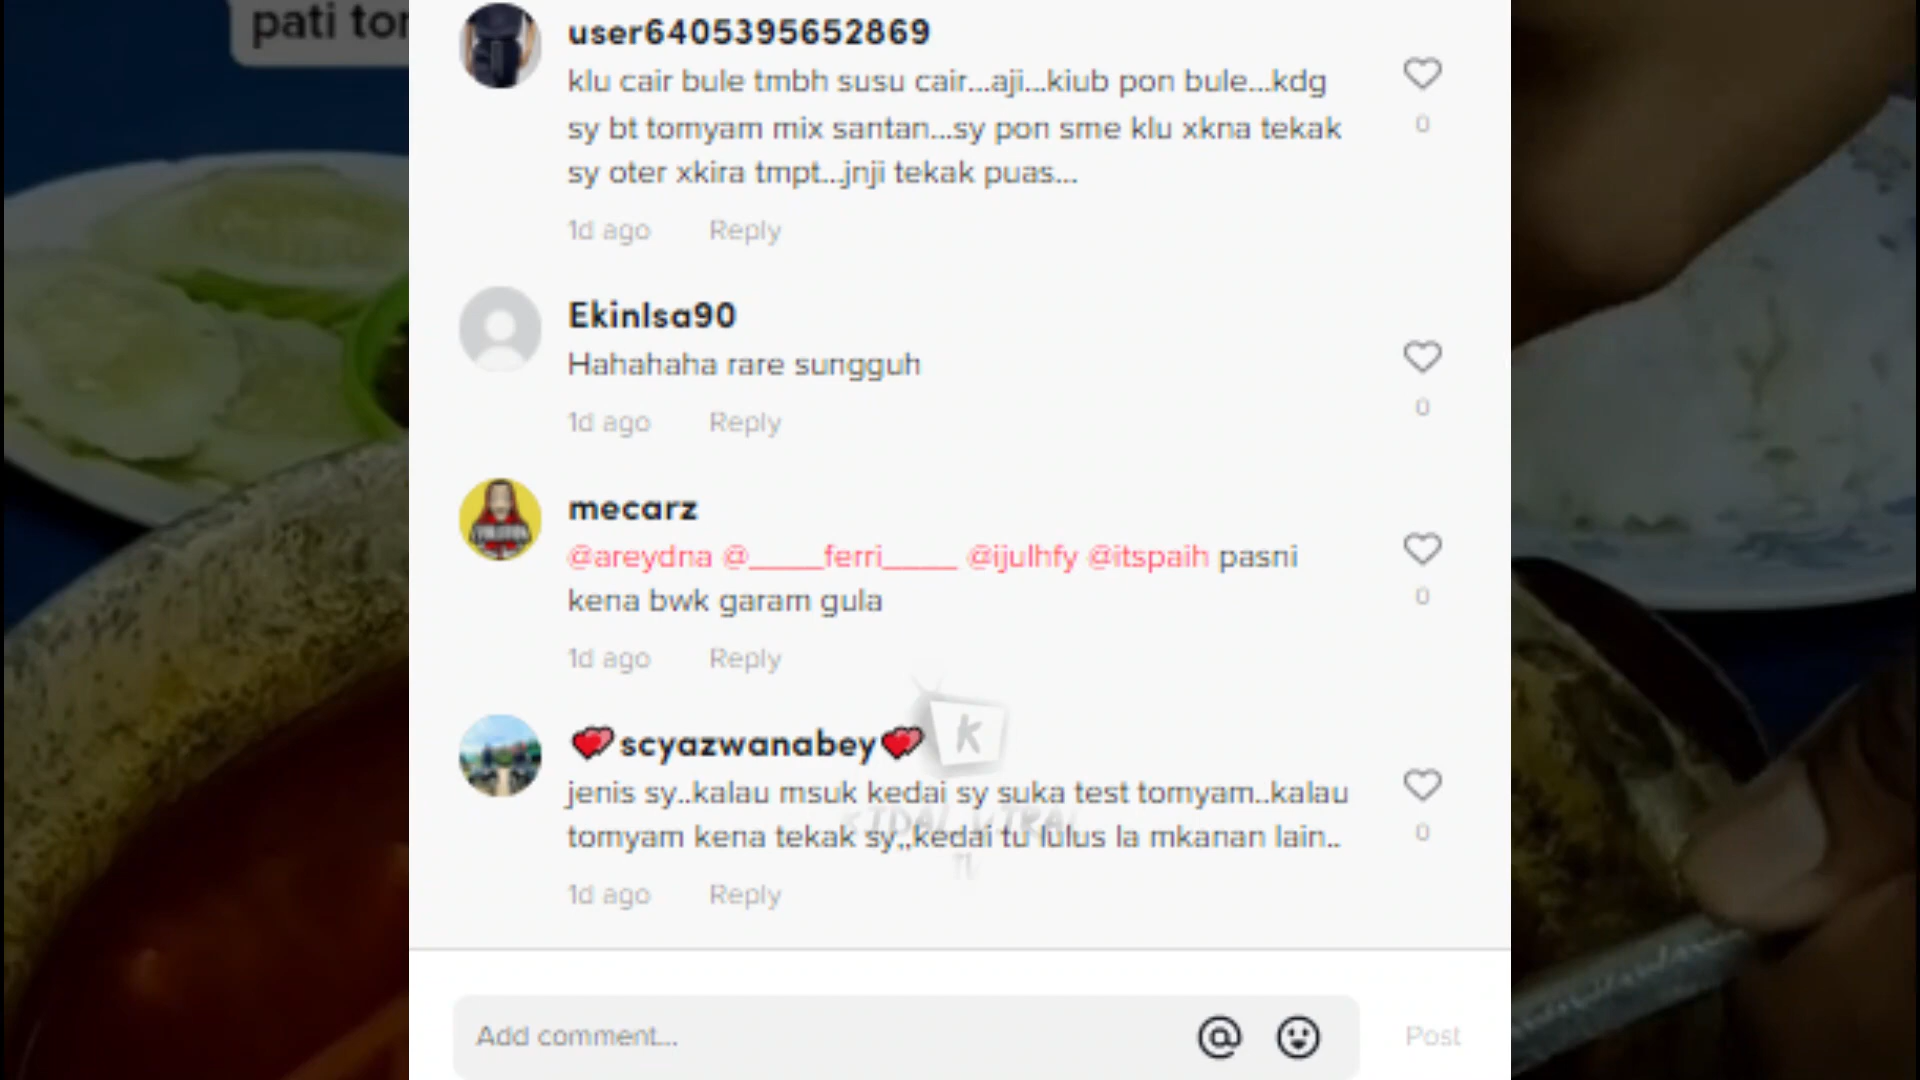 pati tor
user6405395652869
klu cair bule tmbh susu cair...aji...kiub pon bule...kdg
0
sy bt tomyam mix santan...sy pon sme klu xkna tekak
sy oter xkira tmpt...jnji tekak puas...
1d ago Reply
EkinIsa90
Hahahaha rare sungguh
0
1d ago Reply
mecarz
@areydna @_____ferri_____ @ijulhfy @itspaih pasni
kena bwk garam gula
0
1d ago Reply
k
💕scyazwanabey💕
jenis sy..kalau msuk kedai sy suka test tomyam..kalau
tomyam kena tekak sy,,kedai tu lulus la mkanan lain..
0
1d ago Reply
Add comment...
Post